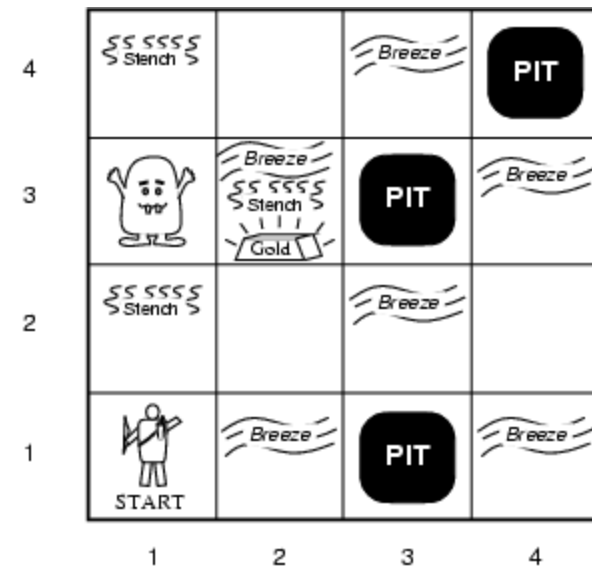 4
Stench
Breeze
PIT
3
Breeze
Stench
Gold
PIT
Breeze
2
Stench
Breeze
1
START
Breeze
PIT
Breeze
1 2 3 4